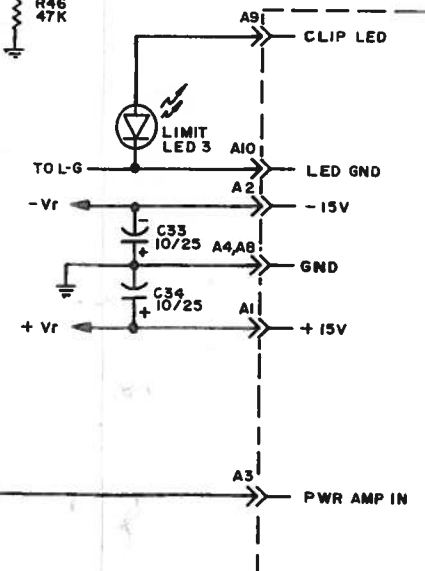 R46
47K
A9
CLIP LED
LIMIT
LED 3
A10
TO L-G
LED GND
A2
-Vr
-15V
-
C33
10/25
+
A4,A8
GND
C34
10/25
+
A1
+ Vr
+ 15V
A3
PWR AMP IN